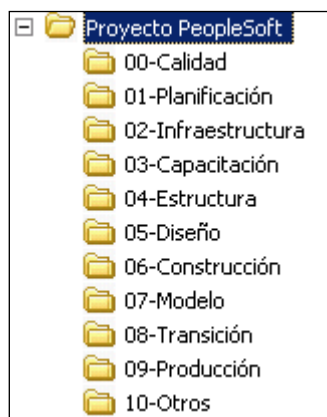 Proyecto PeopleSoft
00-Calidad
01-Planificación
02-Infraestructura
03-Capacitación
04-Estructura
05-Diseño
06-Construcción
07-Modelo
08-Transición
09-Producción
10-Otros